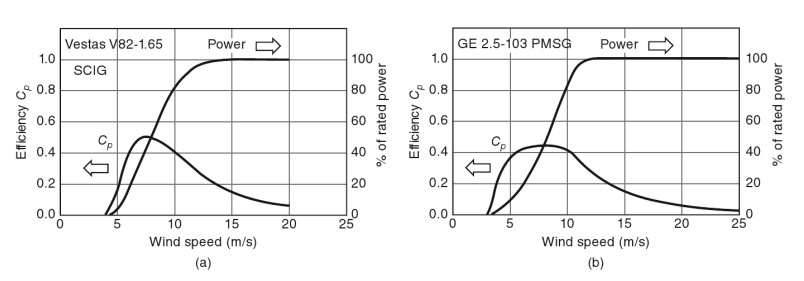 Vestas V82-1.65
Power
SCIG
Efficiency Cp
1.0
0.8
0.6
0.4
0.2
0.0
Cp
100
80
60
40
20
0
% of rated power
0 5 10 15 20 25
Wind speed (m/s)
(a)
GE 2.5-103 PMSG
Power
Efficiency Cp
1.0
0.8
0.6
0.4
0.2
0.0
Cp
100
80
60
40
20
0
% of rated power
0 5 10 15 20 25
Wind speed (m/s)
(b)